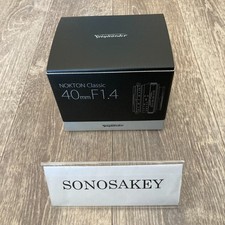 Voigtländer
NOKTON Classic
40mm F1.4
Voigtländer
SONOSAKEY